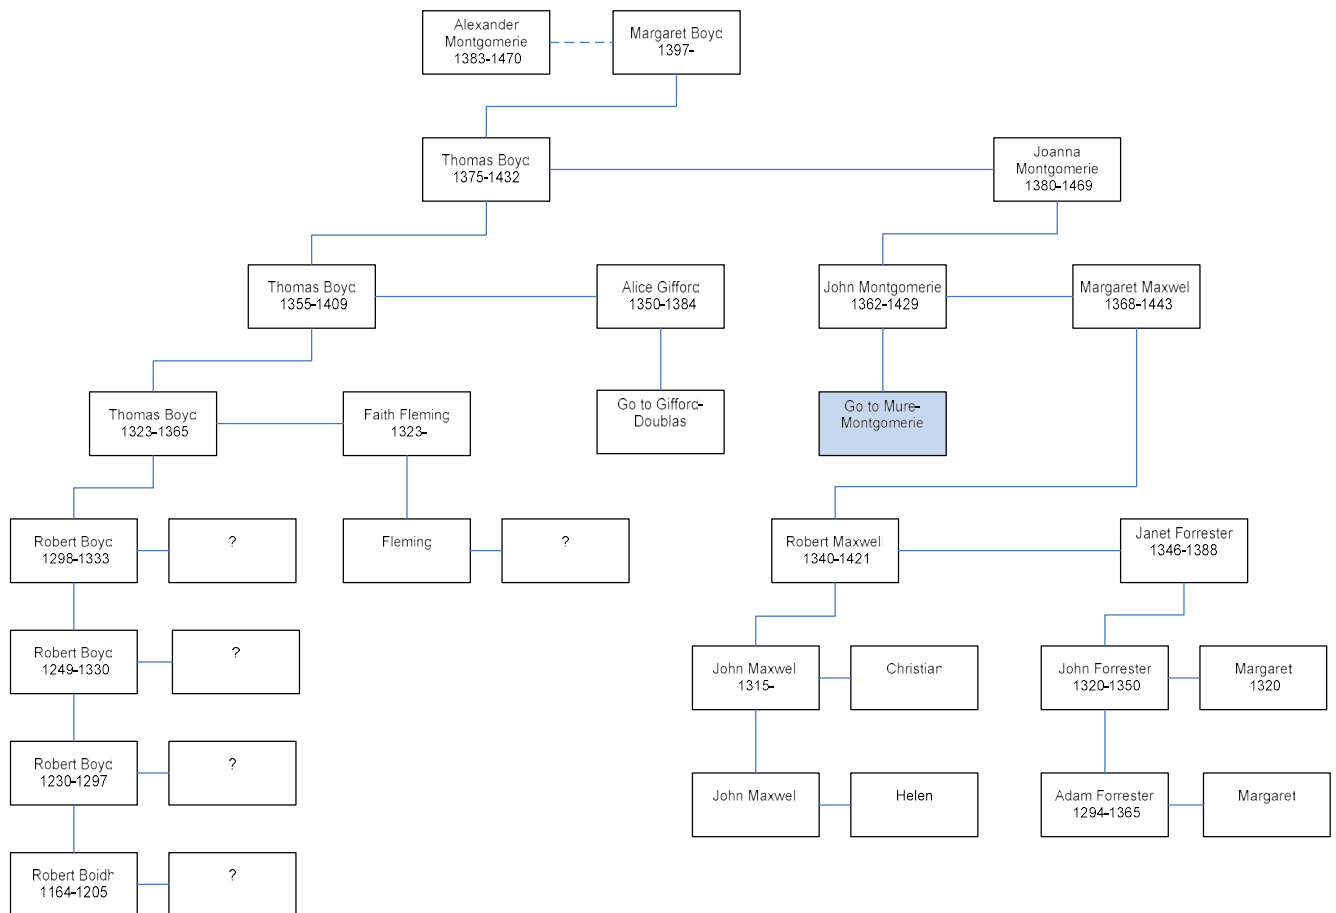 Alexander
Montgomerie
1383-1470
Margaret Boyd
1397-
Thomas Boyd
1375-1432
Joanna
Montgomerie
1380-1469
Thomas Boyd
1355-1409
Alice Gifford
1350-1384
John Montgomerie
1362-1429
Margaret Maxwell
1368-1443
Thomas Boyd
1323-1365
Faith Fleming
1323-
Go to Gifford-
Doublas
Go to Mure-
Montgomerie
Robert Boyd
1298-1333
?
Fleming
?
Robert Maxwell
1340-1421
Janet Forrester
1346-1388
Robert Boyd
1249-1330
?
John Maxwell
1315-
Christian
John Forrester
1320-1350
Margaret
1320
Robert Boyd
1230-1297
?
John Maxwell
Helen
Adam Forrester
1294-1365
Margaret
Robert Boidh
1164-1205
?